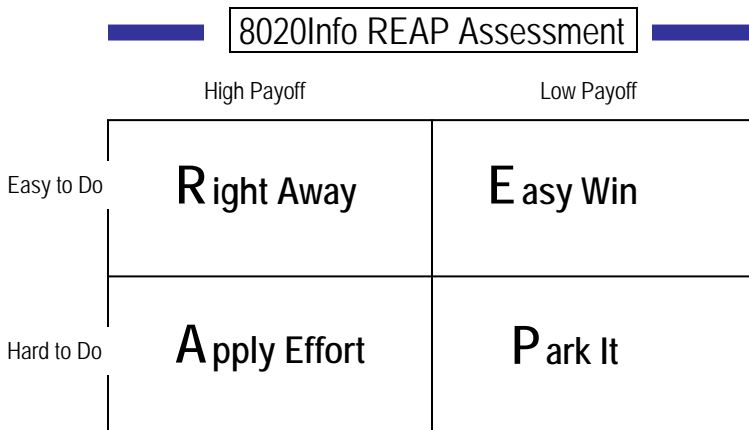 8020Info REAP Assessment
High Payoff Low Payoff
Easy to Do Right Away Easy Win
Hard to Do Apply Effort Park It